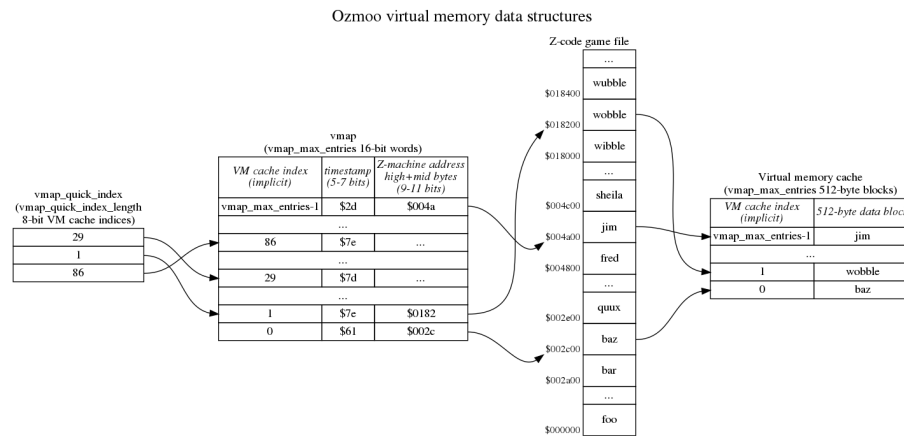 Ozmoo virtual memory data structures
vmap_quick_index
(vmap_quick_index_length
8-bit VM cache indices)
29
1
86
vmap
(vmap_max_entries 16-bit words)
VM cache index
(implicit)
timestamp
(5-7 bits)
Z-machine address
high+mid bytes
(9-11 bits)
vmap_max_entries-1 $2d $004a
...
86 $7e ...
...
29 $7d ...
...
1 $7e $0182
0 $61 $002c
Z-code game file
...
wubble
$018400
wobble
$018200
wibble
$018000
...
sheila
$004c00
jim
$004a00
fred
$004800
...
quux
$002e00
baz
$002c00
bar
$002a00
...
foo
$000000
Virtual memory cache
(vmap_max_entries 512-byte blocks)
VM cache index
(implicit)
512-byte data block
vmap_max_entries-1 jim
...
1 wobble
0 baz